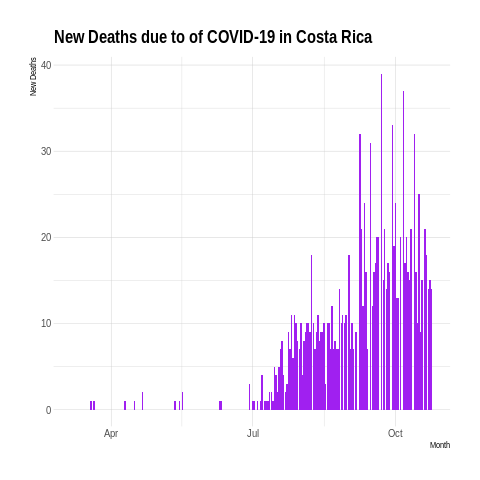 New Deaths due to of COVID-19 in Costa Rica
New Deaths
40
30
20
10
0
Apr
Jul
Oct
Month